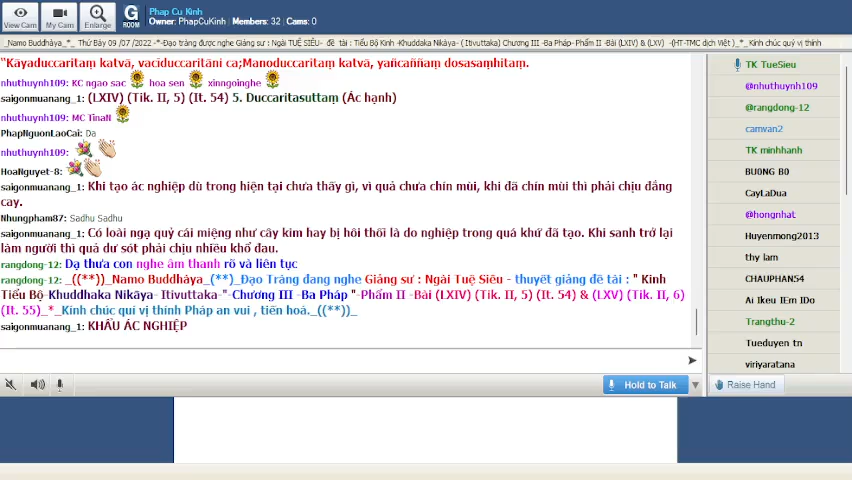 Phap Cu Kinh
Owner: PhapCuKinh | Members: 32 | Cams: 0
View Cam
My Cam
Enlarge
G
ROOM
_Namo Buddhāya_*_ Thứ Bảy 09 /07 /2022 -*-Đạo tràng được nghe Giảng sư : Ngài TUỆ SIÊU- đề tài : Tiểu Bộ Kinh -Khuddaka Nikāya- ( Itivuttaka) Chương III -Ba Pháp- Phẩm II -Bài (LXIV) & (LXV) -(HT-TMC dịch Việt )_*_Kính chúc quý vị thính
"Kāyaduccaritaṃ katvā, vaciduccaritāni ca;Manoduccaritaṃ katvā, yañcaññaṃ dosasaṃhitaṃ.
nhuthuynh109: KC ngao sac hoa sen xinngoinghe
saigonmuanang_1: (LXIV) (Tik. II, 5) (It. 54) 5. Duccaritasuttaṃ (Ác hạnh)
nhuthuynh109: MC TinaN
PhapNguonLaoCai: Da
nhuthuynh109:
HoaNguyet-8:
saigonmuanang_1: Khi tạo ác nghiệp dù trong hiện tại chưa thấy gì, vì quả chưa chín mùi, khi đã chín mùi thì phải chịu đắng
cay.
Nhungpham87: Sadhu Sadhu
saigonmuanang_1: Có loài ngạ quỷ cái miệng như cây kim hay bị hôi thối là do nghiệp trong quá khứ đã tạo. Khi sanh trở lại
làm người thì quả dư sót phải chịu nhiều khổ đau.
rangdong-12: Dạ thưa con nghe âm thanh rõ và liên tục
rangdong-12: _((**))_Namo Buddhāya_(**)_Đạo Tràng đang nghe Giảng sư : Ngài Tuệ Siêu - thuyết giảng đề tài : " Kinh
Tiểu Bộ-Khuddhaka Nikāya- Itivuttaka-"-Chương III -Ba Pháp "-Phẩm II -Bài (LXIV) (Tik. II, 5) (It. 54) & (LXV) (Tik. II, 6)
(It. 55)_*_Kính chúc quí vị thính Pháp an vui , tiến hoá._((**))_
saigonmuanang_1: KHẨU ÁC NGHIỆP
Hold to Talk
TK TueSieu
@nhuthuynh109
@rangdong-12
camvan2
TK minhhanh
BUONG B0
CayLaDua
@hongnhat
Huyenmong2013
thy lam
CHAUPHAN54
Ai Ikeu IEm IDo
Trangthu-2
Tueduyen tn
viriyaratana
Raise Hand